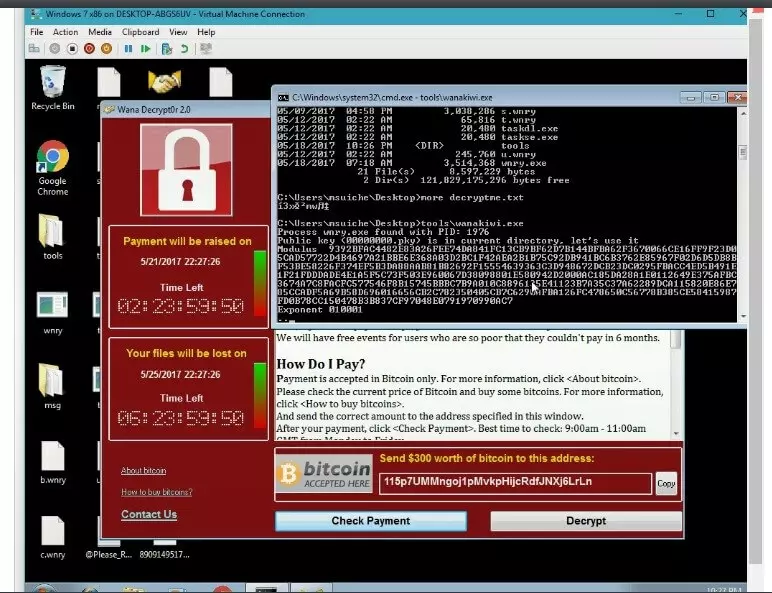 Windows 7 x86 on DESKTOP-ABGS6UV - Virtual Machine Connection
File Action Media Clipboard View Help
Recycle Bin
Google
Chrome
tools
wnry
msg
b.wnry
c.wnry
@Please_R...
8909149517...
C:\Windows\system32\cmd.exe - tools\wanakiwi.exe
05/09/2017 04:58 PM 3,038,286 s.wnry
05/12/2017 02:22 AM 65,816 t.wnry
05/12/2017 02:22 AM 20,480 taskdl.exe
05/12/2017 02:22 AM 20,480 taskse.exe
05/18/2017 10:26 PM <DIR> tools
05/12/2017 02:22 AM 245,760 u.wnry
05/18/2017 07:18 AM 3,514,368 wnry.exe
21 File(s) 8,597,229 bytes
2 Dir(s) 121,829,175,296 bytes free
C:\Users\msuiche\Desktop>more decryptme.txt
C:\Users\msuiche\Desktop>tools\wanakiwi.exe
Process wnry.exe found with PID: 1976
Public key (00000000.pky) is in current directory, let's use it
Modulus
Exponent 010001
Wana Decrypt0r 2.0
Payment will be raised on
5/21/2017 22:27:26
Time Left
02:23:59:50
Your files will be lost on
5/25/2017 22:27:26
Time Left
06:23:59:50
About bitcoin
How to buy bitcoins?
Contact Us
We will have free events for users who are so poor that they couldn't pay in 6 months.
How Do I Pay?
Payment is accepted in Bitcoin only. For more information, click <About bitcoin>.
Please check the current price of Bitcoin and buy some bitcoins. For more information,
click <How to buy bitcoins>.
And send the correct amount to the address specified in this window.
After your payment, click <Check Payment>. Best time to check: 9:00am - 11:00am
GMT from Monday to Friday.
bitcoin
ACCEPTED HERE
Send $300 worth of bitcoin to this address:
115p7UMMngoj1pMvkpHijcRdfJNXj6LrLn
Copy
Check Payment
Decrypt
10:27 PM